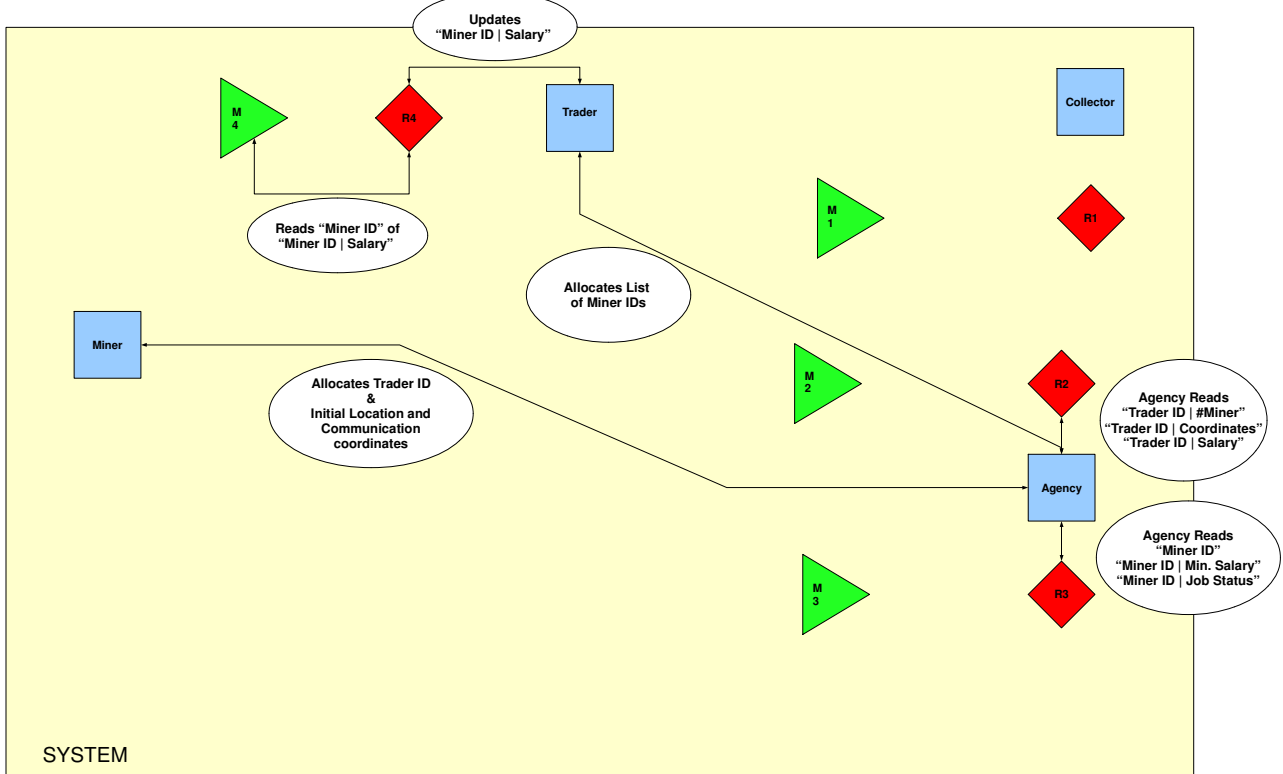 Updates
“Miner ID | Salary”
M
4
R4
Trader
Collector
Reads “Miner ID” of
“Miner ID | Salary”
M
1
R1
Allocates List
of Miner IDs
Miner
Allocates Trader ID
&
Initial Location and
Communication
coordinates
M
2
R2
Agency Reads
“Trader ID | #Miner”
“Trader ID | Coordinates”
“Trader ID | Salary”
Agency
Agency Reads
“Miner ID”
“Miner ID | Min. Salary”
“Miner ID | Job Status”
M
3
R3
SYSTEM